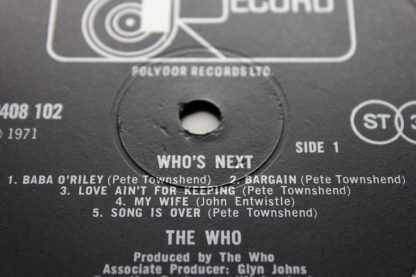 RECORD
POLYDOR RECORDS LTD.
408 102
℗ 1971
ST 3
SIDE 1
WHO'S NEXT
1. BABA O'RILEY (Pete Townshend) 2. BARGAIN (Pete Townshend)
3. LOVE AIN'T FOR KEEPING (Pete Townshend)
4. MY WIFE (John Entwistle)
5. SONG IS OVER (Pete Townshend)
THE WHO
Produced by The Who
Associate Producer: Glyn Johns